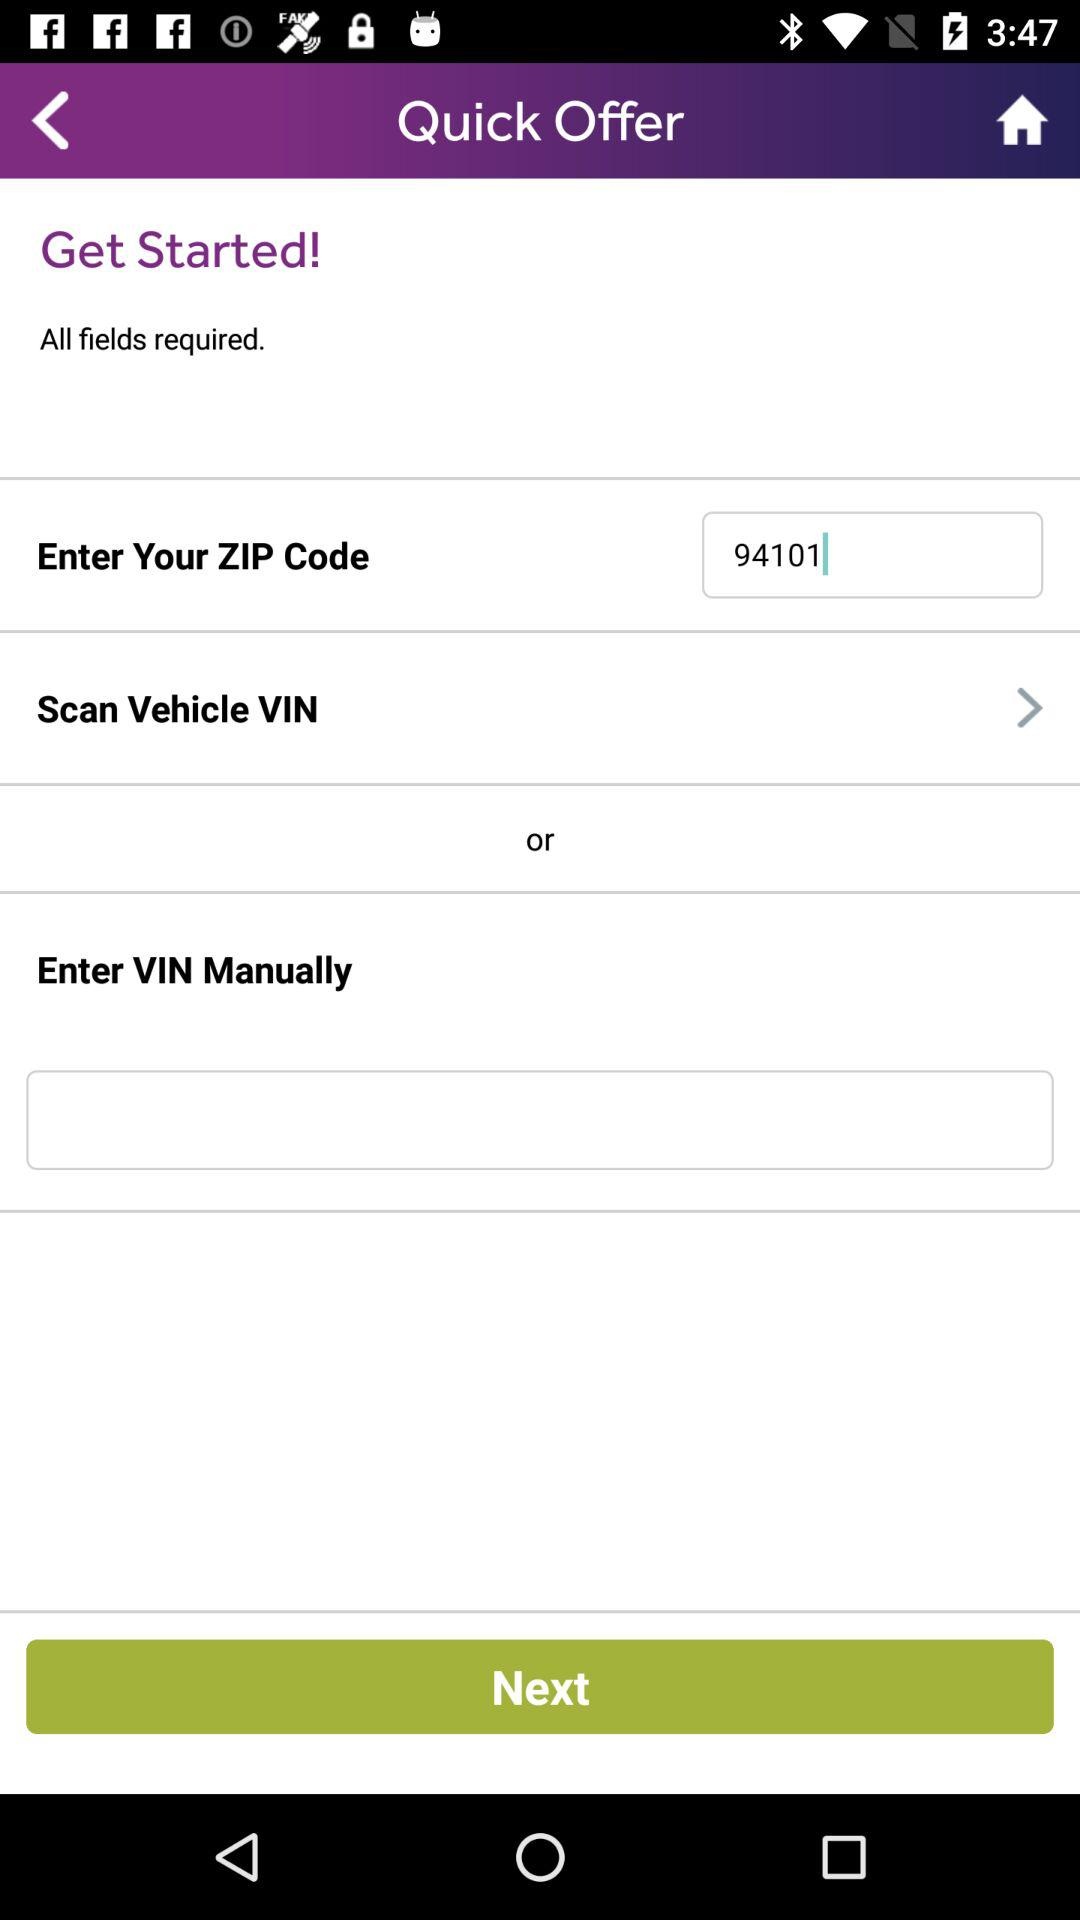 FAKE
3:47
Quick Offer
Get Started!
All fields required.
Enter Your ZIP Code
94101
Scan Vehicle VIN
or
Enter VIN Manually
Next